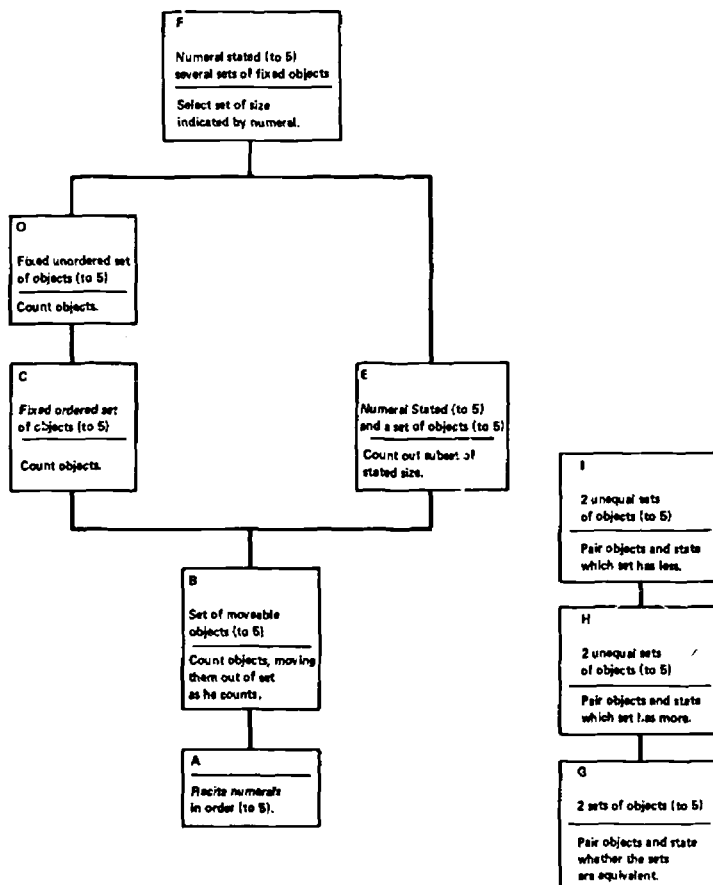 F
Numeral stated (to 5)
several sets of fixed objects
Select set of size
indicated by numeral.
O
Fixed unordered set
of objects (to 5)
Count objects.
C
Fixed ordered set
of objects (to 5)
Count objects.
E
Numeral Stated (to 5)
and a set of objects (to 5)
Count out subset of
stated size.
B
Set of moveable
objects (to 5)
Count objects, moving
them out of set
as he counts.
A
Recite numerals
in order (to 5).
I
2 unequal sets
of objects (to 5)
Pair objects and state
which set has less.
H
2 unequal sets
of objects (to 5)
Pair objects and state
which set has more.
G
2 sets of objects (to 5)
Pair objects and state
whether the sets
are equivalent.